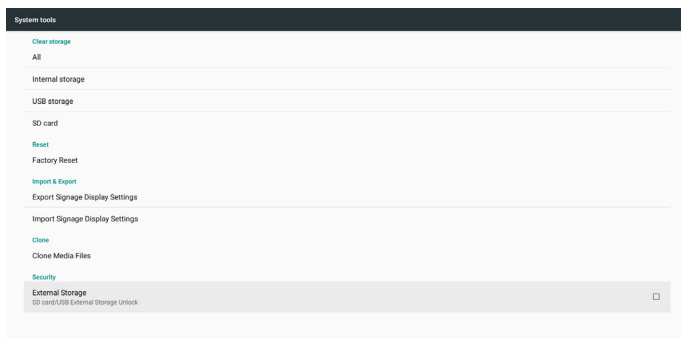 System tools
Clear storage
All
Internal storage
USB storage
SD card
Reset
Factory Reset
Import & Export
Export Signage Display Settings
Import Signage Display Settings
Clone
Clone Media Files
Security
External Storage
SD card/USB External Storage Unlock